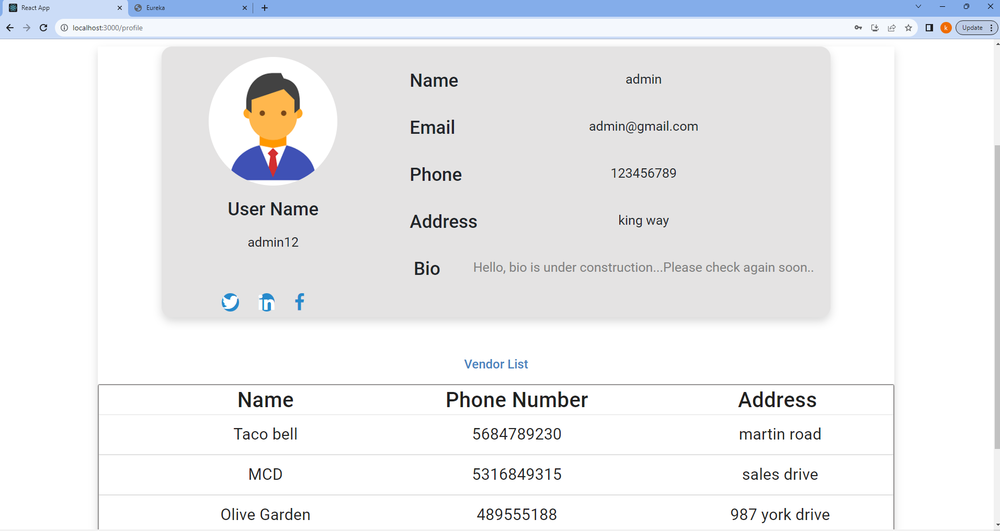 React App
Eureka
localhost:3000/profile
k
Update
Name admin
Email admin@gmail.com
Phone 123456789
User Name
Address king way
admin12
Bio Hello, bio is under construction...Please check again soon..
in f
Vendor List
Name Phone Number Address
Taco bell 5684789230 martin road
MCD 5316849315 sales drive
Olive Garden 489555188 987 york drive